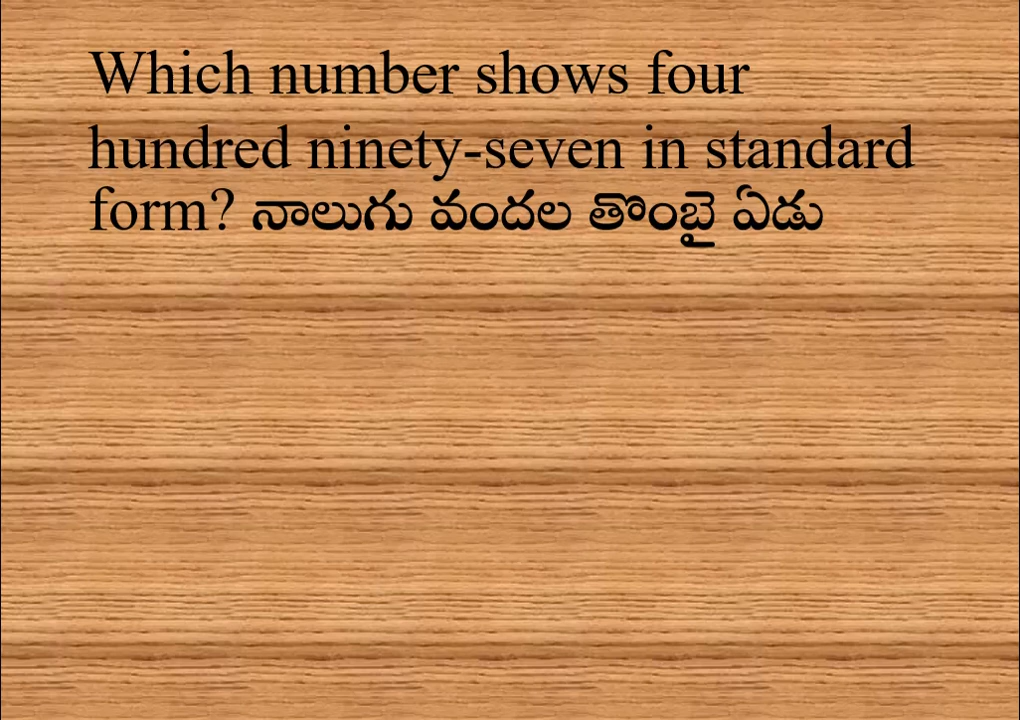 Which number shows four
hundred ninety-seven in standard
form? నాలుగు వందల తొంబై ఏడు